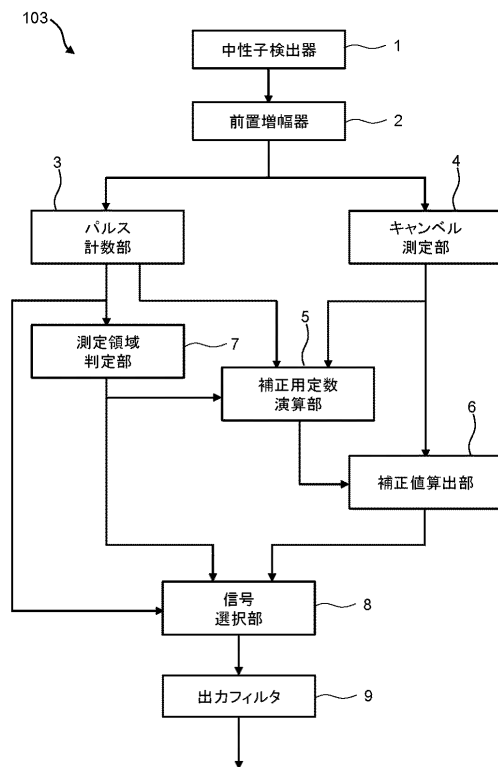 103
中性子検出器
1
前置増幅器
2
3
パルス
計数部
4
キャンベル
測定部
測定領域
判定部
7
5
補正用定数
演算部
6
補正値算出部
信号
選択部
8
出力フィルタ
9